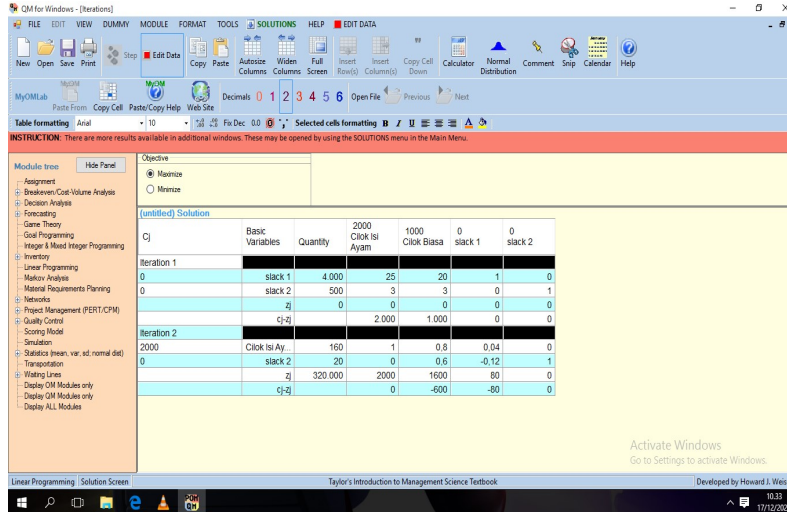 QM for Windows - [Iterations]
FILE EDIT VIEW DUMMY MODULE FORMAT TOOLS SOLUTIONS HELP EDIT DATA
New Open Save Print Step Edit Data Copy Paste Autosize Columns Widen Columns Full Screen Insert Row(s) Insert Column(s) Copy Cell Down Calculator Normal Distribution Comment Snip Calendar Help
MyOMLab Paste From Copy Cell Paste/Copy Help Web Site Decimals 0 1 2 3 4 5 6 Open File Previous Next
Table formatting Arial 10 Fix Dec 0.0 Selected cells formatting B I U
INSTRUCTION: There are more results available in additional windows. These may be opened by using the SOLUTIONS menu in the Main Menu.
Module tree Hide Panel
Assignment
Breakeven/Cost-Volume Analysis
Decision Analysis
Forecasting
Game Theory
Goal Programming
Integer & Mixed Integer Programming
Inventory
Linear Programming
Markov Analysis
Material Requirements Planning
Networks
Project Management (PERT/CPM)
Quality Control
Scoring Model
Simulation
Statistics (mean, var, sd; normal dist)
Transportation
Waiting Lines
Display OM Modules only
Display QM Modules only
Display ALL Modules
Objective
Maximize
Minimize
(untitled) Solution
Cj Basic Variables Quantity 2000 Cilok Isi Ayam 1000 Cilok Biasa 0 slack 1 0 slack 2
Iteration 1
0 slack 1 4.000 25 20 1 0
0 slack 2 500 3 3 0 1
zj 0 0 0 0 0
cj-zj 2.000 1.000 0 0
Iteration 2
2000 Cilok Isi Ay... 160 1 0,8 0,04 0
0 slack 2 20 0 0,6 -0,12 1
zj 320.000 2000 1600 80 0
cj-zj 0 -600 -80 0
Activate Windows
Go to Settings to activate Windows.
Linear Programming Solution Screen Taylor's Introduction to Management Science Textbook Developed by Howard J. Weis
10.33
17/12/202